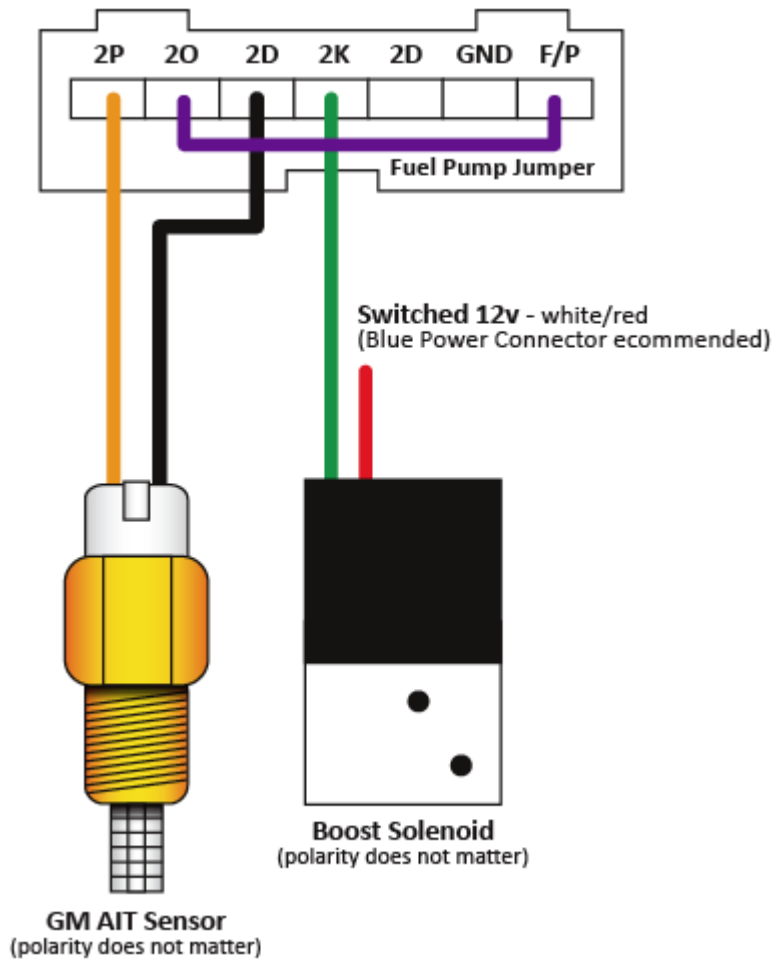 2P 2O 2D 2K 2D GND F/P
Fuel Pump Jumper
Switched 12v - white/red
(Blue Power Connector ecommended)
Boost Solenoid
(polarity does not matter)
GM AIT Sensor
(polarity does not matter)